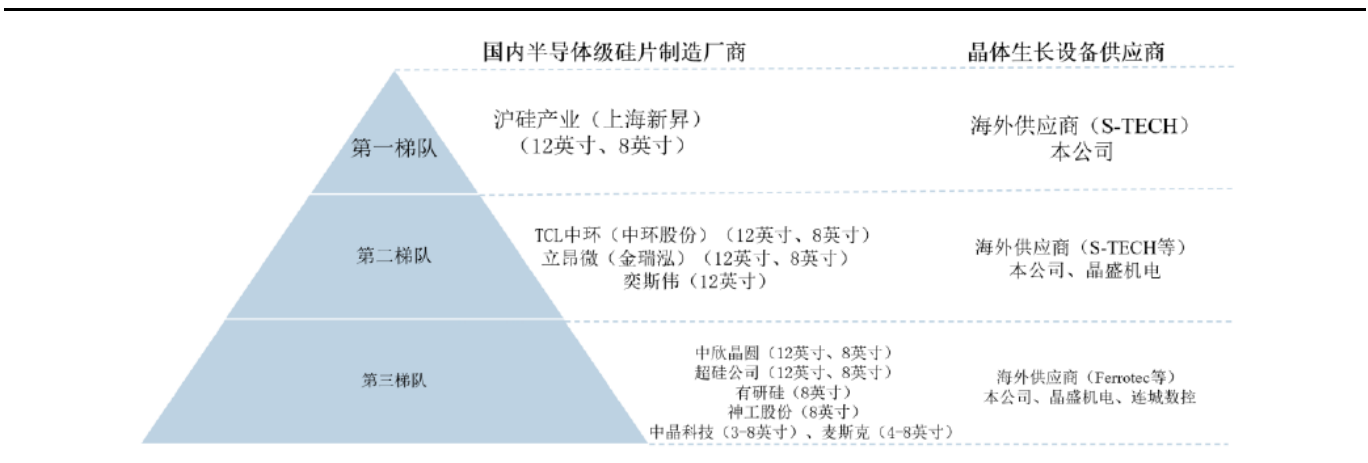 国内半导体级硅片制造厂商
晶体生长设备供应商
第一梯队
沪硅产业（上海新昇）
（12英寸、8英寸）
海外供应商（S-TECH）
本公司
第二梯队
TCL中环（中环股份）（12英寸、8英寸）
立昂微（金瑞泓）（12英寸、8英寸）
奕斯伟（12英寸）
海外供应商（S-TECH等）
本公司、晶盛机电
第三梯队
中欣晶圆（12英寸、8英寸）
超硅公司（12英寸、8英寸）
有研硅（8英寸）
神工股份（8英寸）
中晶科技（3-8英寸）、麦斯克（4-8英寸）
海外供应商（Ferrotec等）
本公司、晶盛机电、连城数控